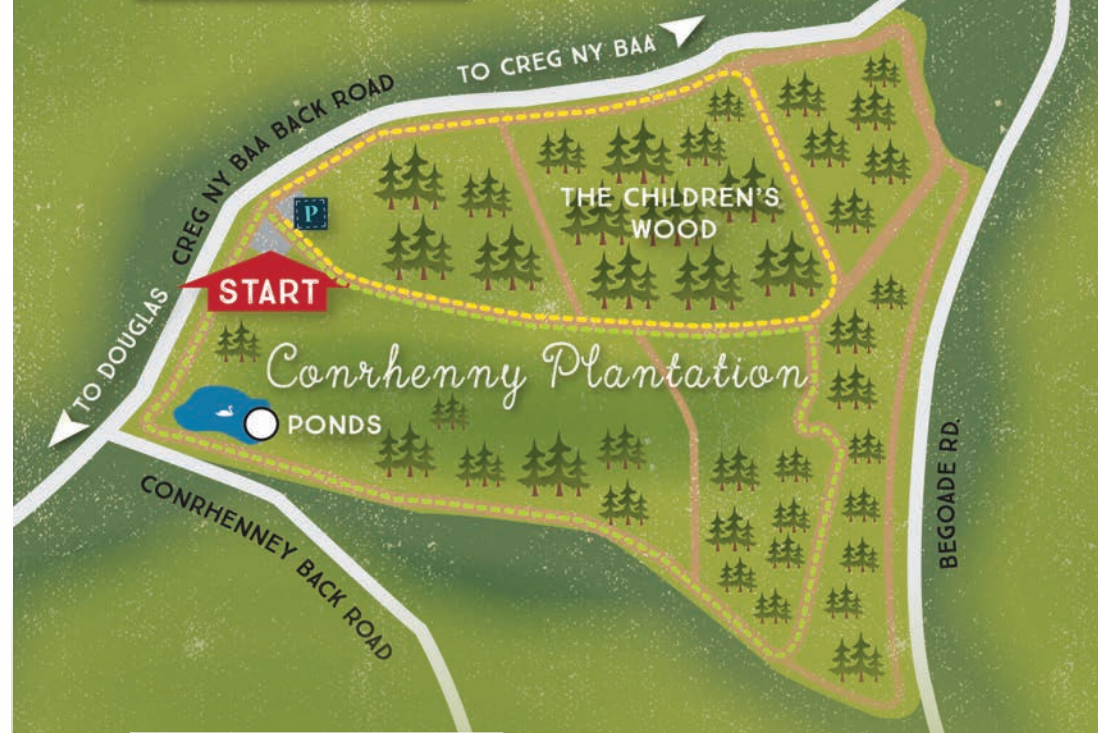 TO CREG NY BAA
CREG NY BAA BACK ROAD
P
THE CHILDREN'S
WOOD
START
TO DOUGLAS
Conrhenny Plantation
PONDS
CONRHENNEY BACK ROAD
BEGOADE RD.